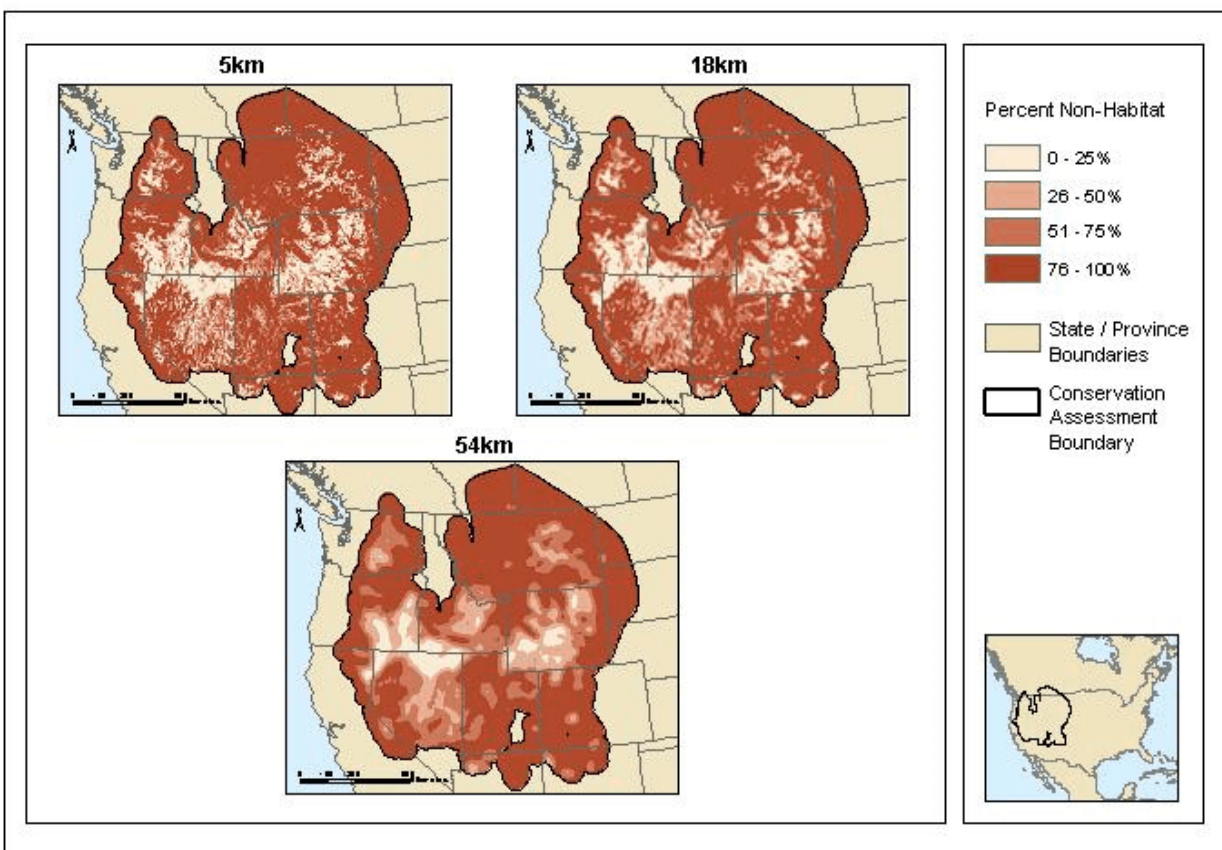 5km
18km
54km
Percent Non-Habitat
0 - 25%
26 - 50%
51 - 75%
76 - 100%
State / Province
Boundaries
Conservation
Assessment
Boundary